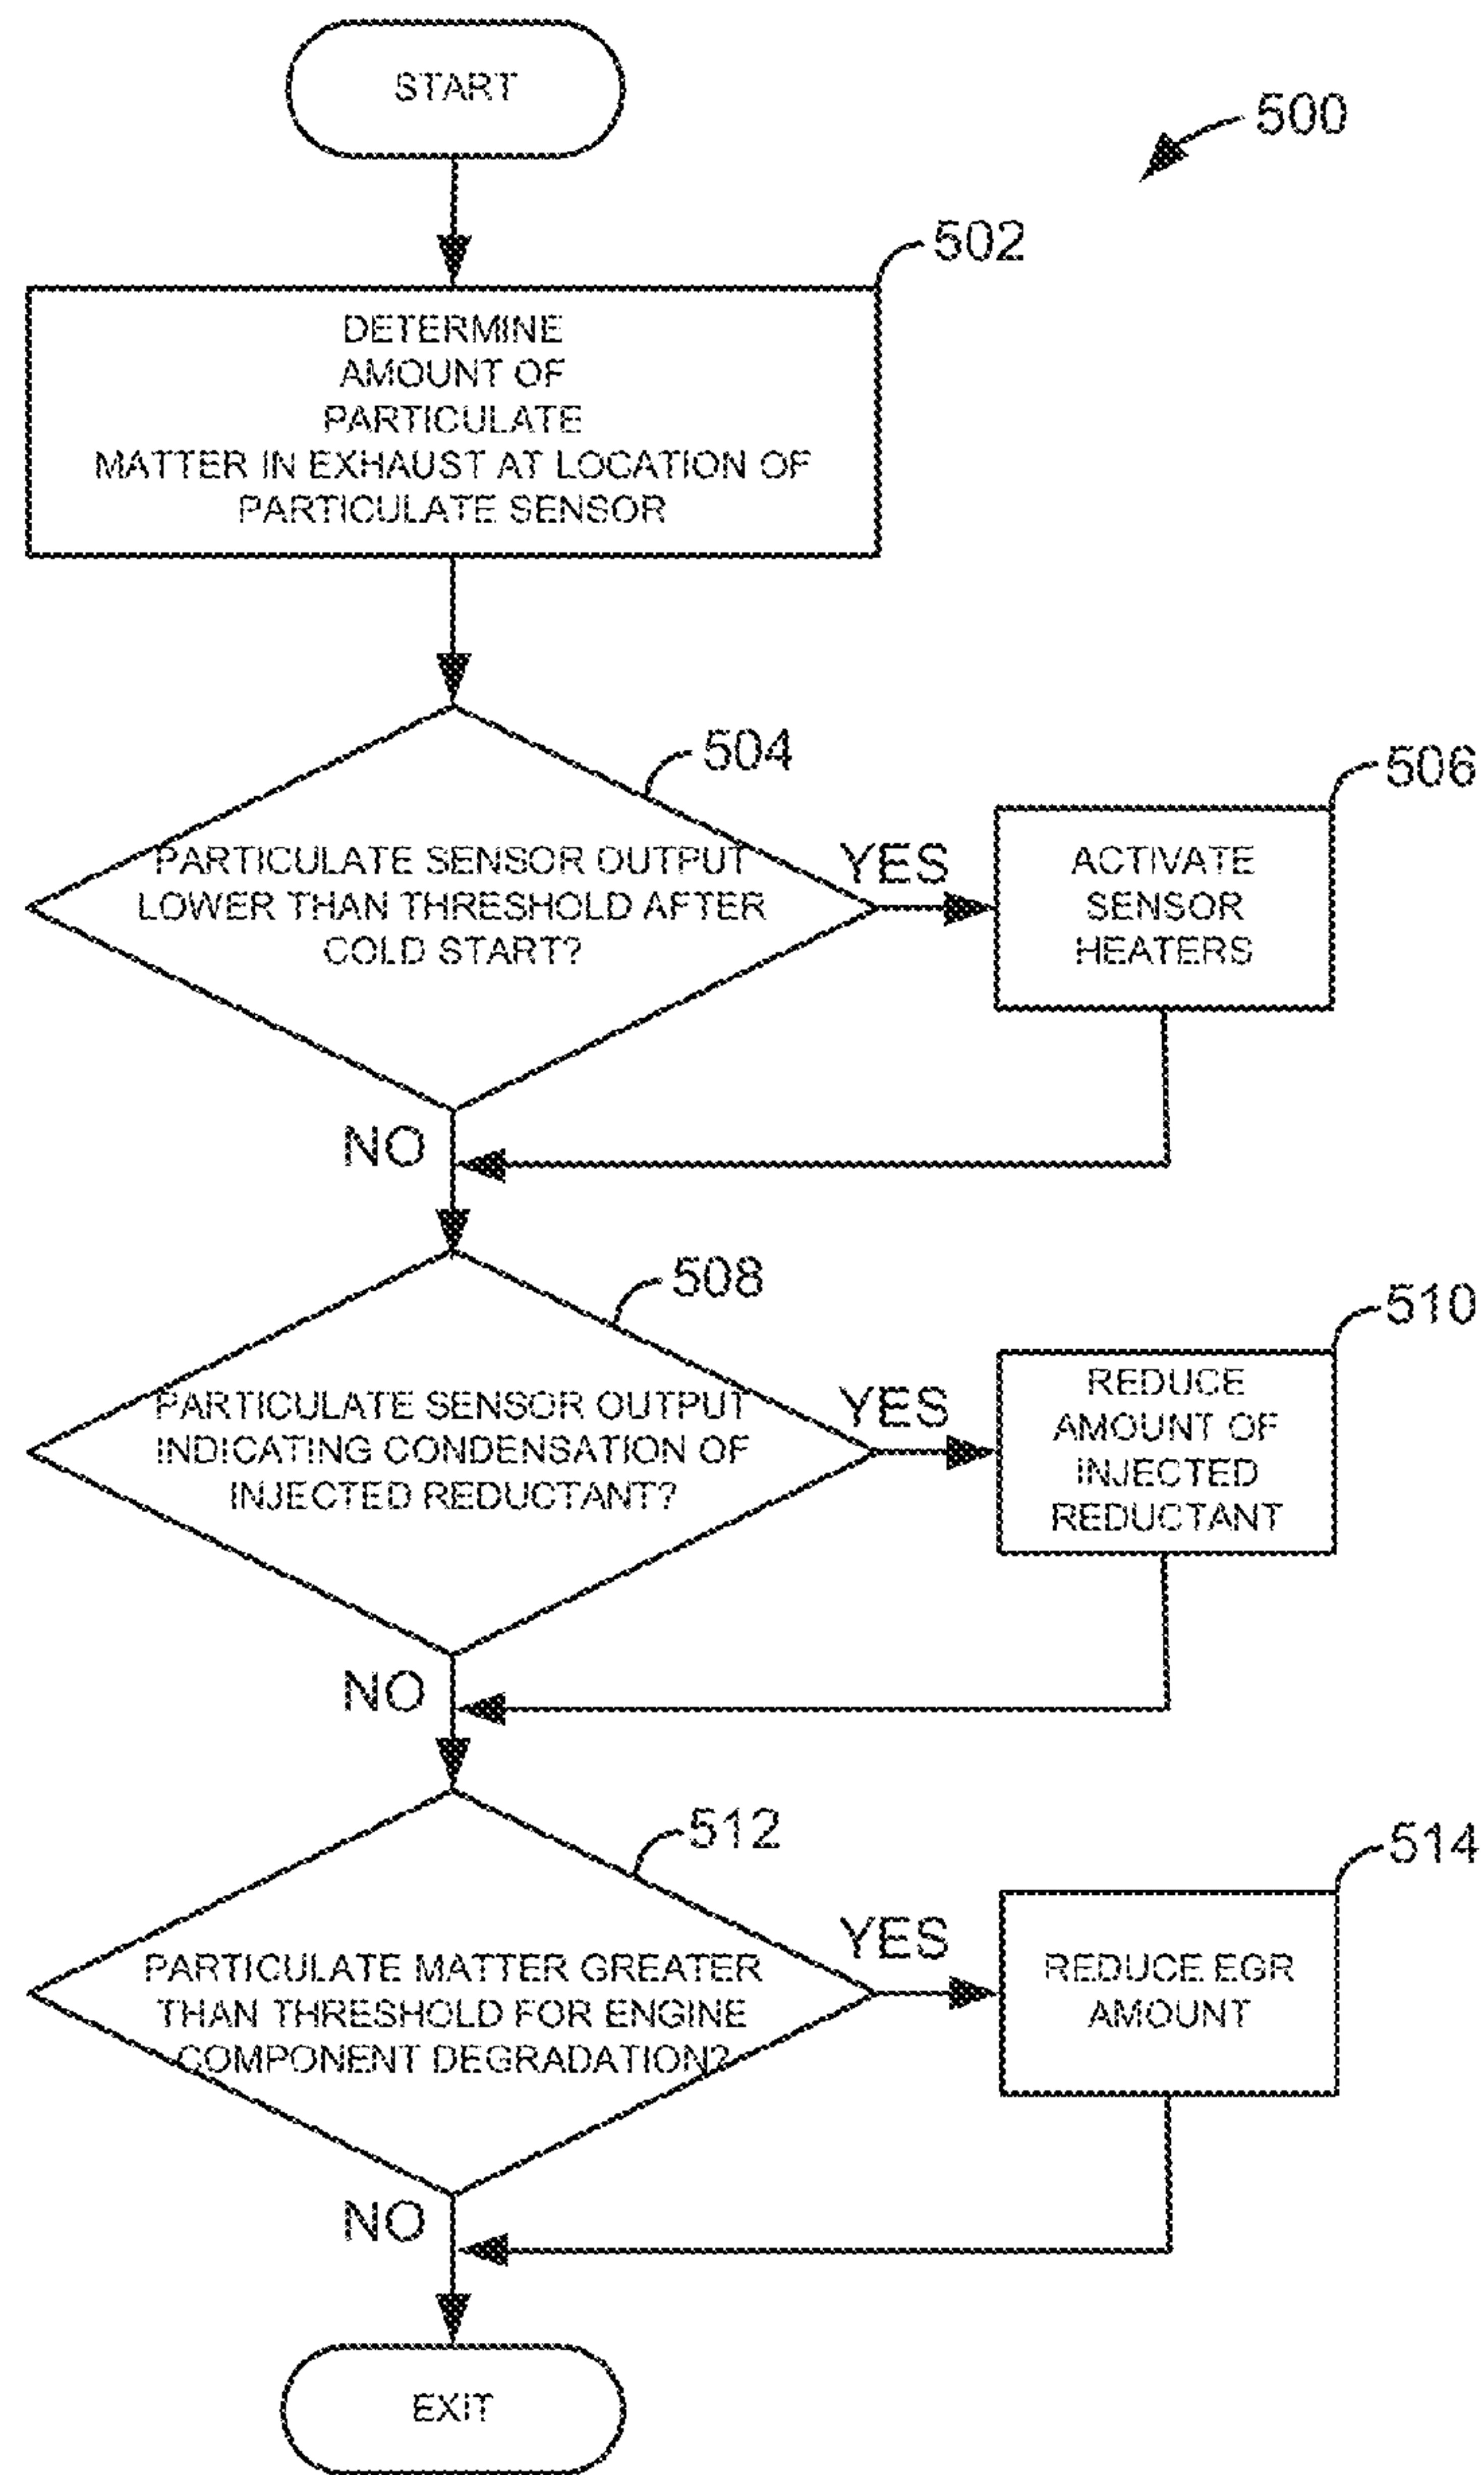 START
500
502
DETERMINE
AMOUNT OF
PARTICULATE
MATTER IN EXHAUST AT LOCATION OF
PARTICULATE SENSOR
504
PARTICULATE SENSOR OUTPUT
LOWER THAN THRESHOLD AFTER
COLD START?
YES
506
ACTIVATE
SENSOR
HEATERS
NO
508
PARTICULATE SENSOR OUTPUT
INDICATING CONDENSATION OF
INJECTED REDUCTANT?
YES
510
REDUCE
AMOUNT OF
INJECTED
REDUCTANT
NO
512
PARTICULATE MATTER GREATER
THAN THRESHOLD FOR ENGINE
COMPONENT DEGRADATION?
YES
514
REDUCE EGR
AMOUNT
NO
EXIT